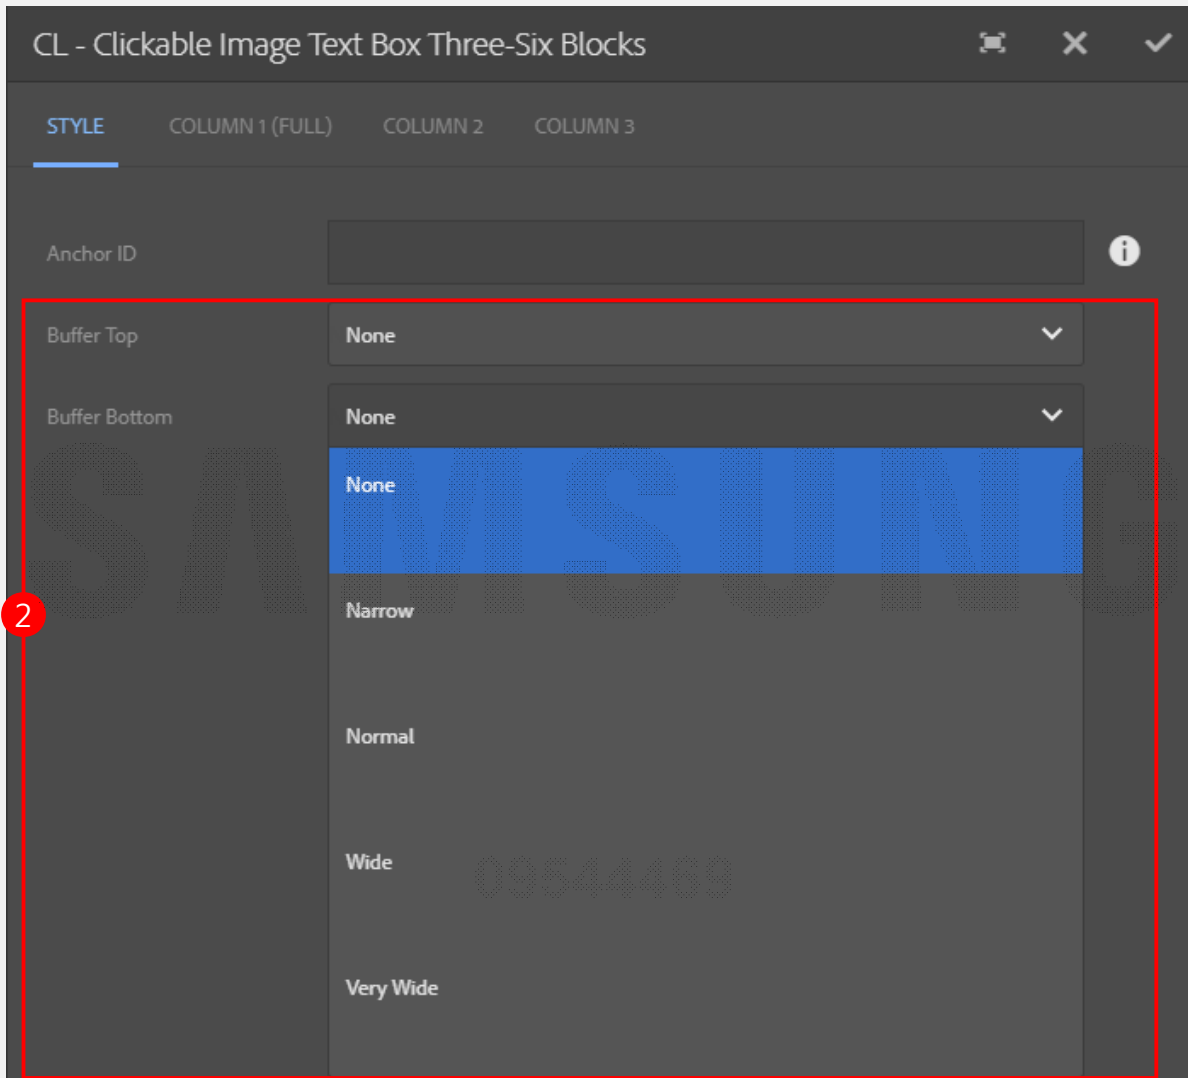 CL - Clickable Image Text Box Three-Six Blocks
STYLE COLUMN 1 (FULL) COLUMN 2 COLUMN 3
Anchor ID
Buffer Top None
Buffer Bottom None
None
SAMSUNG
2
Narrow
Normal
Wide
09544469
Very Wide